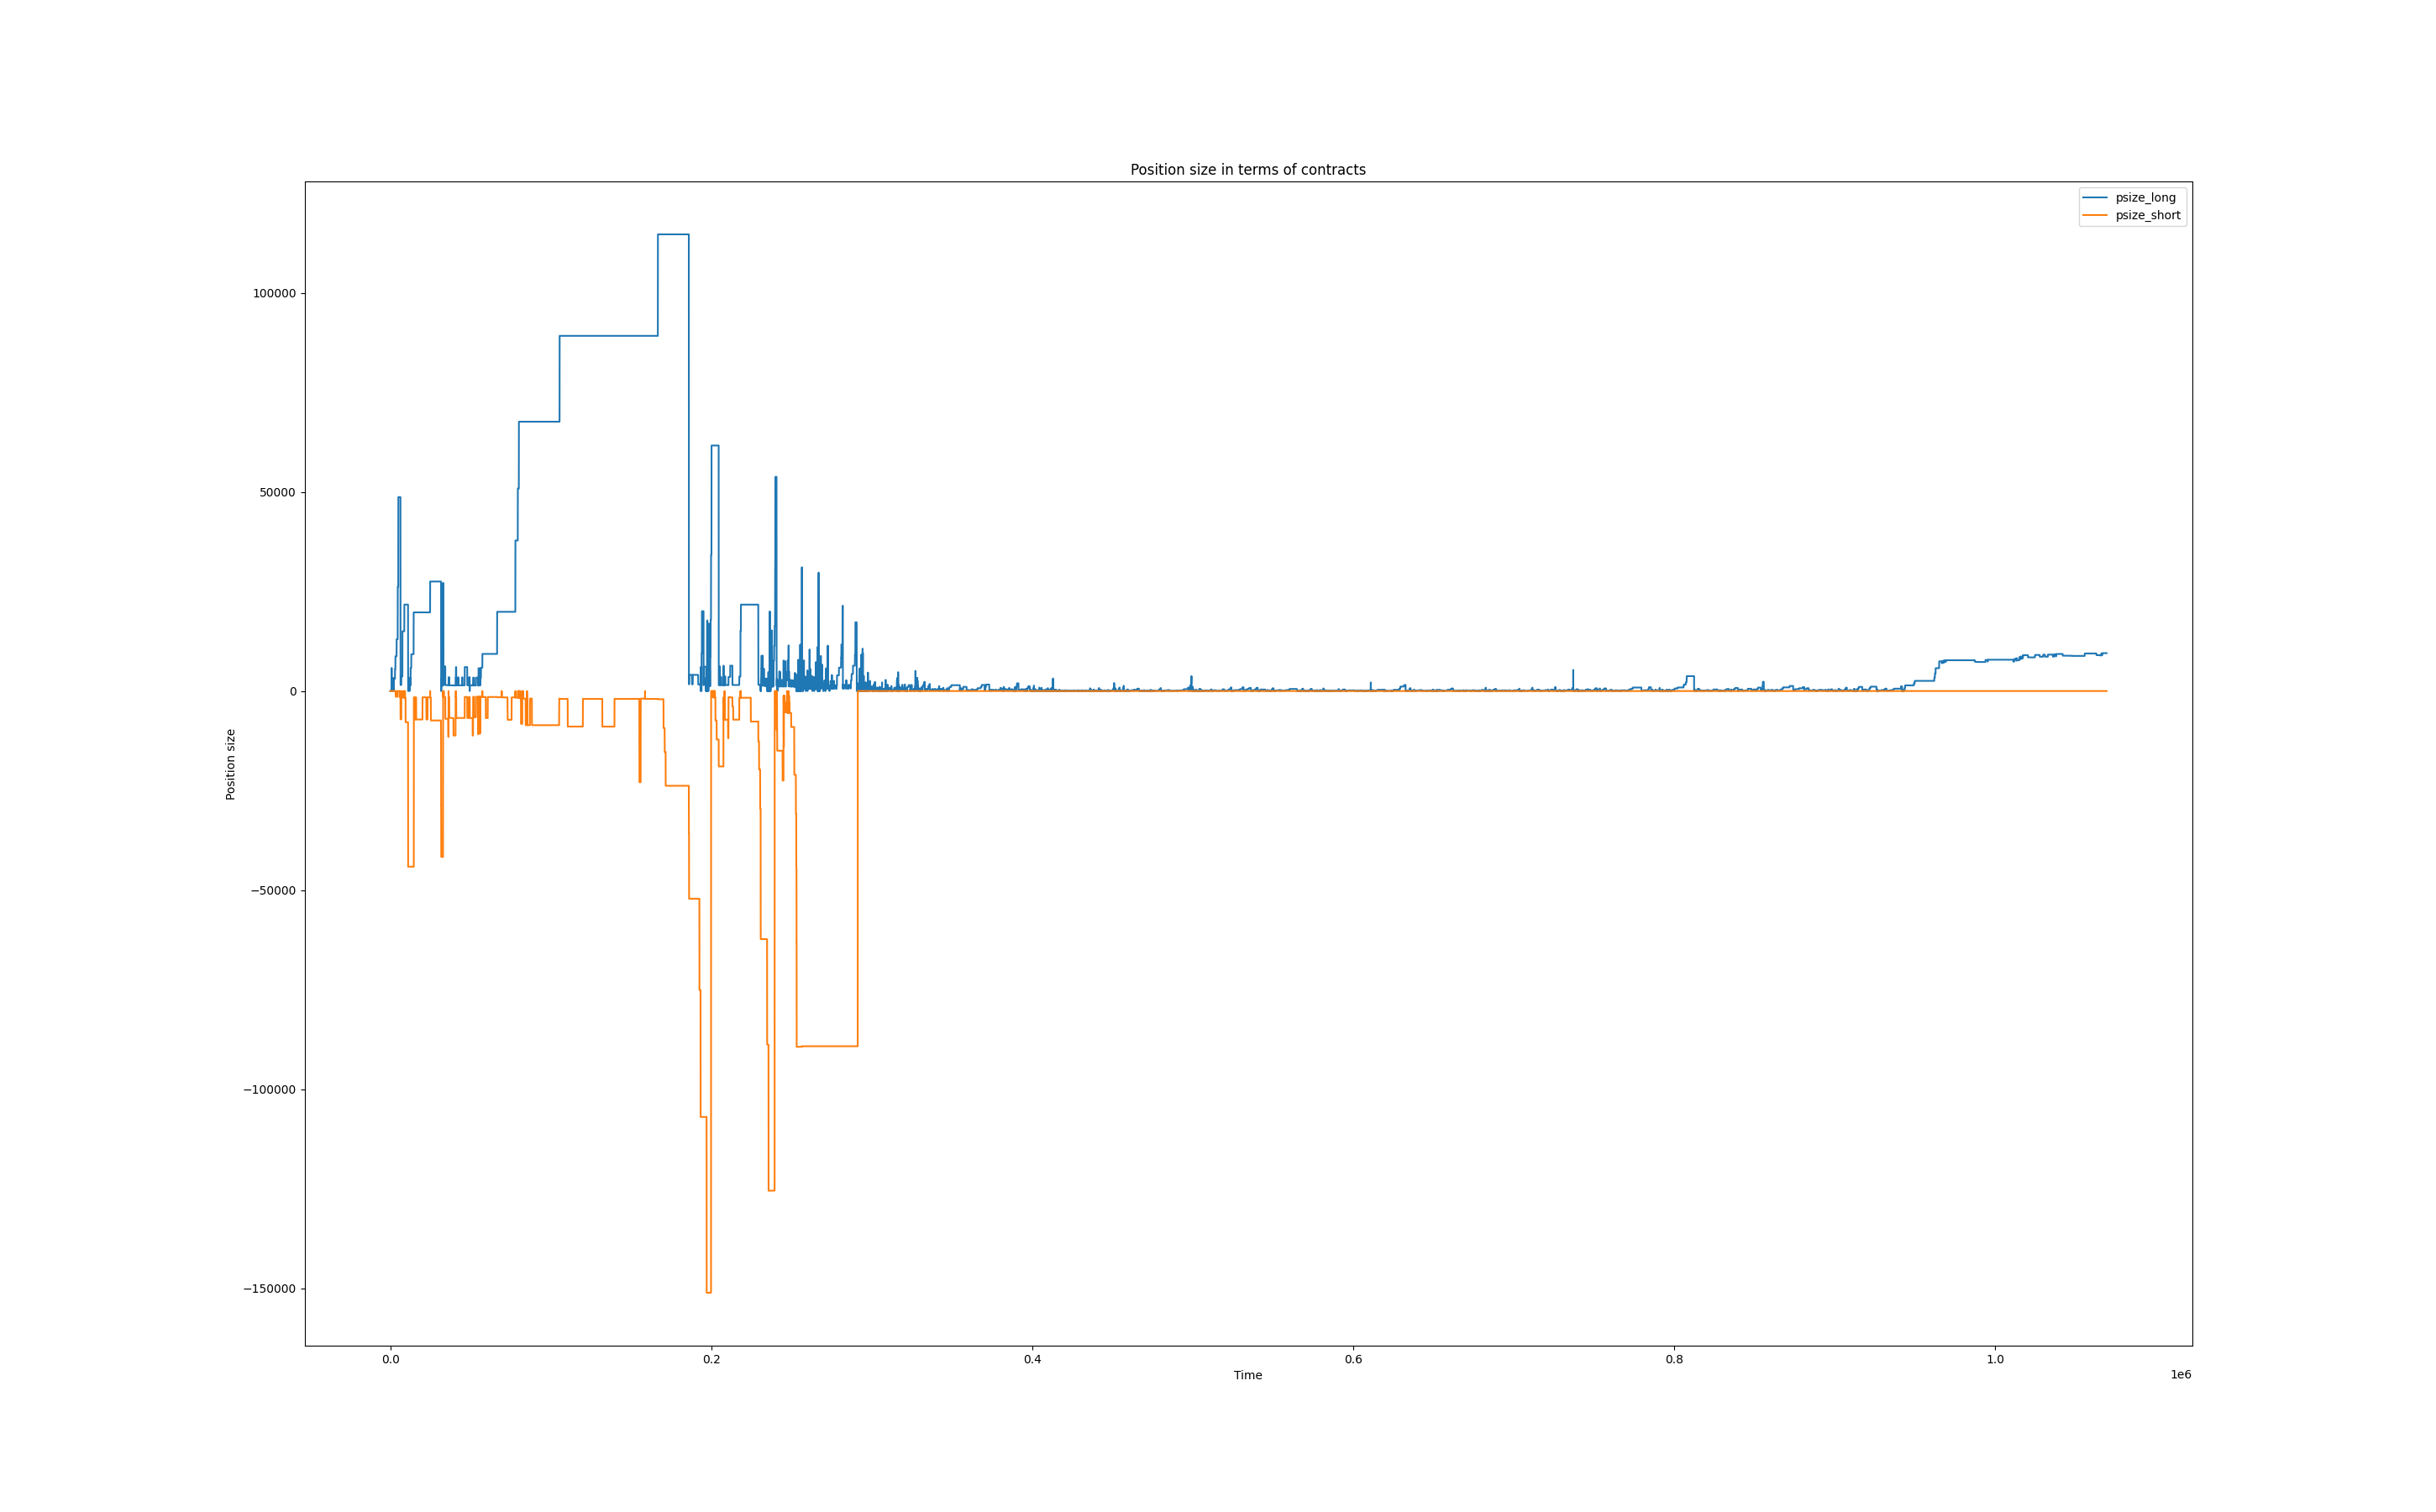 Position size in terms of contracts
psize_long
psize_short
100000
50000
0
−50000
−100000
−150000
Position size
0.0 0.2 0.4 0.6 0.8 1.0
Time
1e6